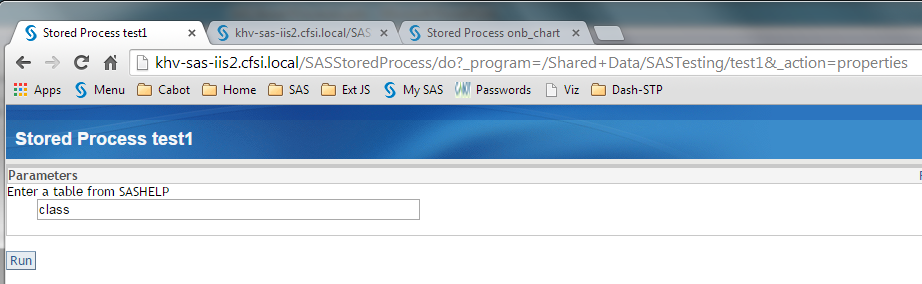 Stored Process test1
khv-sas-iis2.cfsi.local/SAS
Stored Process onb_chart
khv-sas-iis2.cfsi.local/SASStoredProcess/do?_program=/Shared+Data/SASTesting/test1&_action=properties
Apps Menu Cabot Home SAS Ext JS My SAS Passwords Viz Dash-STP
Stored Process test1
Parameters
Enter a table from SASHELP
class
Run